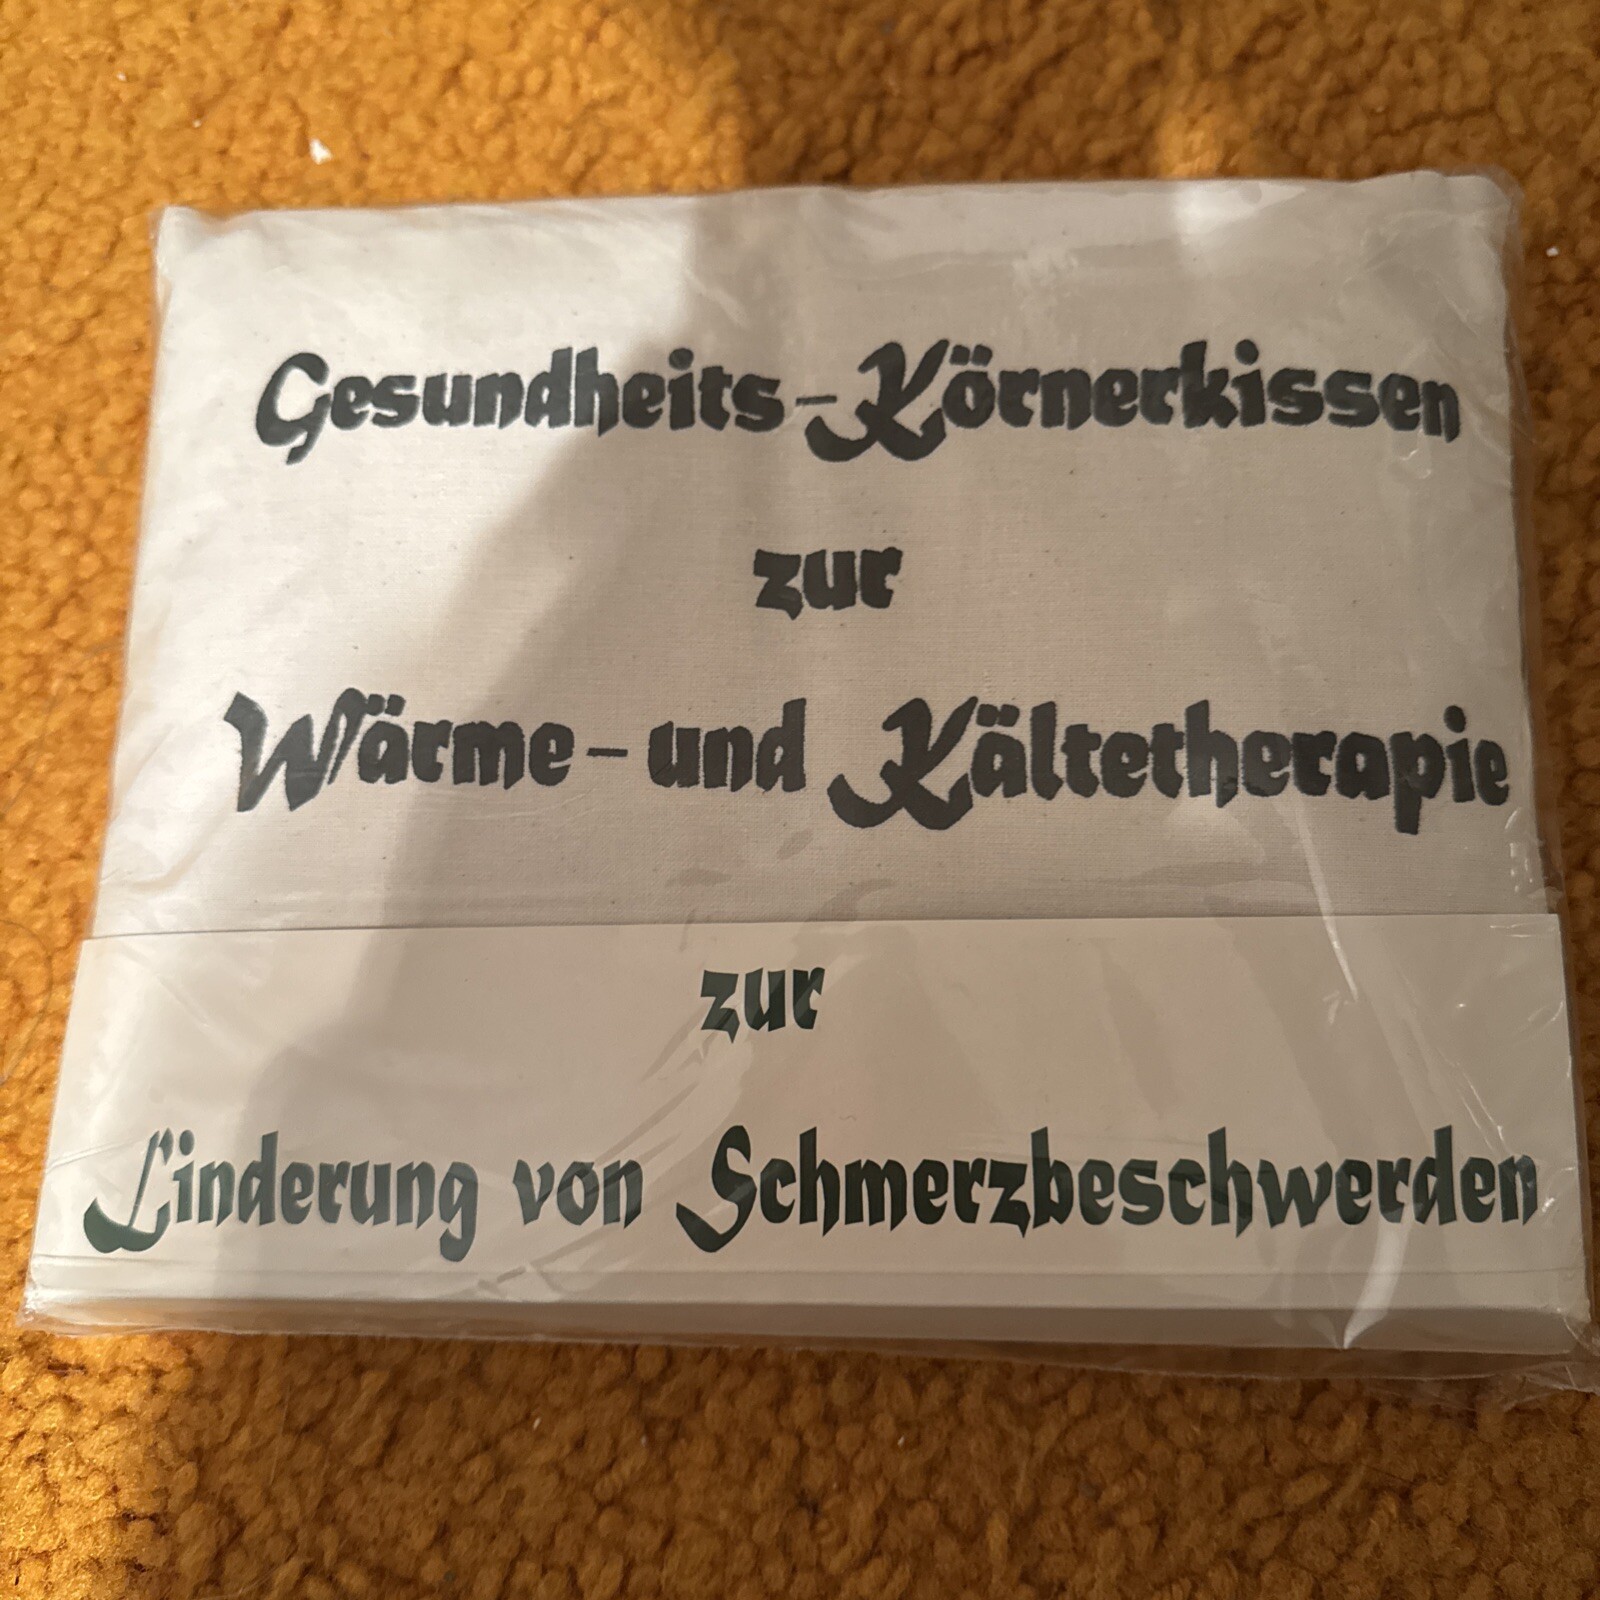 Gesundheits-Körnerkissen
zur
Wärme-und Kältetherapie
zur
Linderung von Schmerzbeschwerden